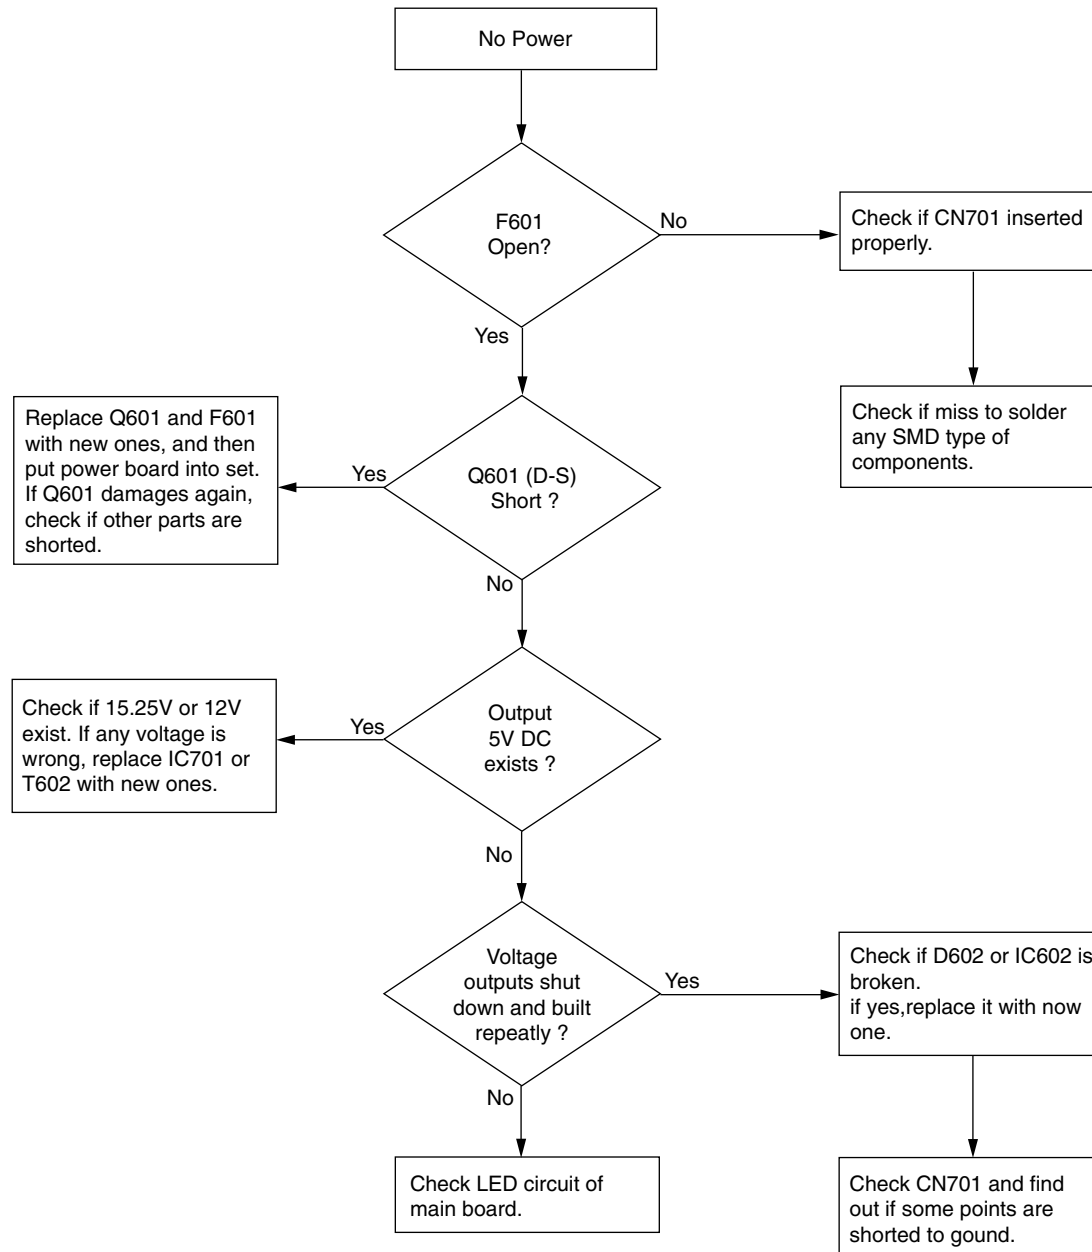 No Power
F601
Open?
No
Check if CN701 inserted
properly.
Yes
Check if miss to solder
any SMD type of
components.
Replace Q601 and F601
with new ones, and then
put power board into set.
If Q601 damages again,
check if other parts are
shorted.
Yes
Q601 (D-S)
Short ?
No
Check if 15.25V or 12V
exist. If any voltage is
wrong, replace IC701 or
T602 with new ones.
Yes
Output
5V DC
exists ?
No
Voltage
outputs shut
down and built
repeatly ?
Yes
Check if D602 or IC602 is
broken.
if yes,replace it with now
one.
No
Check LED circuit of
main board.
Check CN701 and find
out if some points are
shorted to gound.